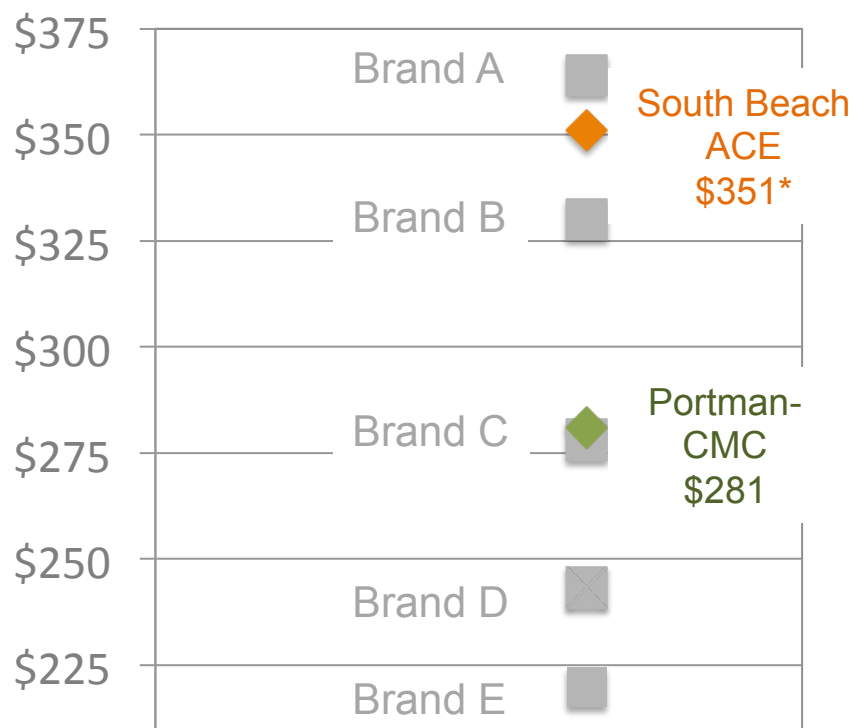 $375
Brand A
South Beach
ACE
$351*
$350
Brand B
$325
$300
Portman-
CMC
$281
Brand C
$275
$250
Brand D
$225
Brand E